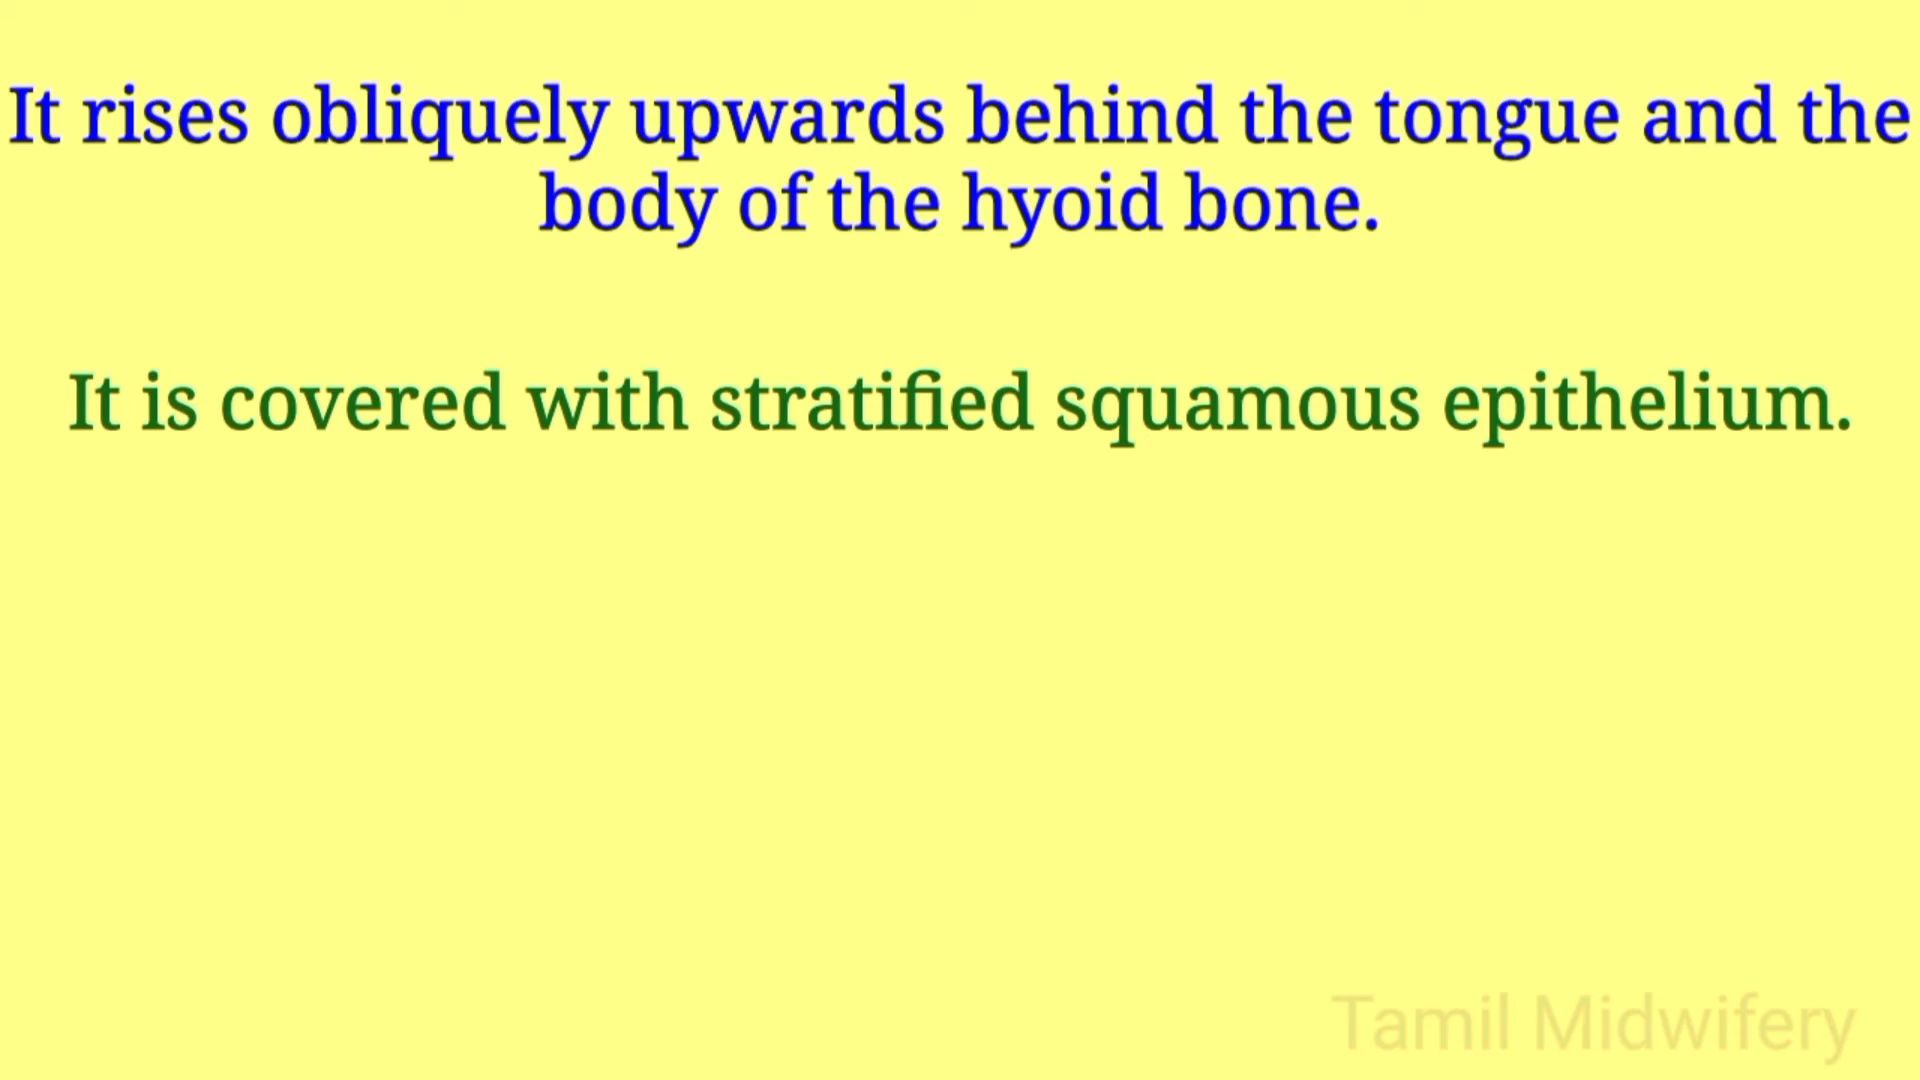 It rises obliquely upwards behind the tongue and the
body of the hyoid bone.
It is covered with stratified squamous epithelium.
Tamil Midwifery